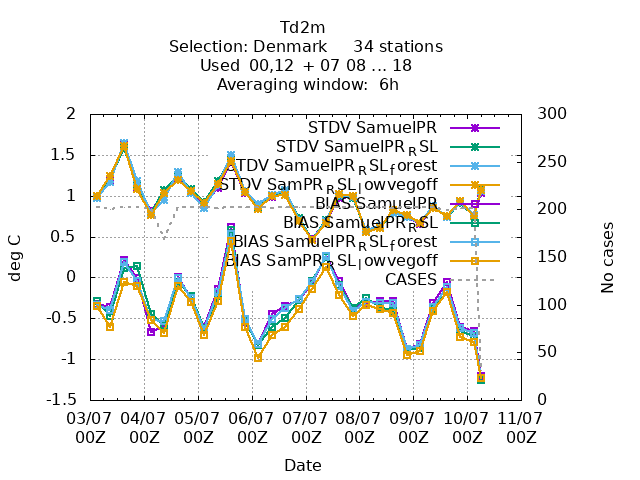 Td2m
Selection: Denmark 34 stations
Used 00,12 + 07 08 ... 18
Averaging window: 6h
2
1.5
1
0.5
0
-0.5
-1
-1.5
300
250
200
150
100
50
0
deg C
No cases
STDV SamuelPR
STDV SamuelPR_RSL
STDV SamuelPR_RSL_forest
STDV SamPR_RSL_lowvegoff
BIAS SamuelPR
BIAS SamuelPR_RSL
BIAS SamuelPR_RSL_forest
BIAS SamPR_RSL_lowvegoff
CASES
03/07 04/07 05/07 06/07 07/07 08/07 09/07 10/07 11/07
00Z 00Z 00Z 00Z 00Z 00Z 00Z 00Z 00Z
Date